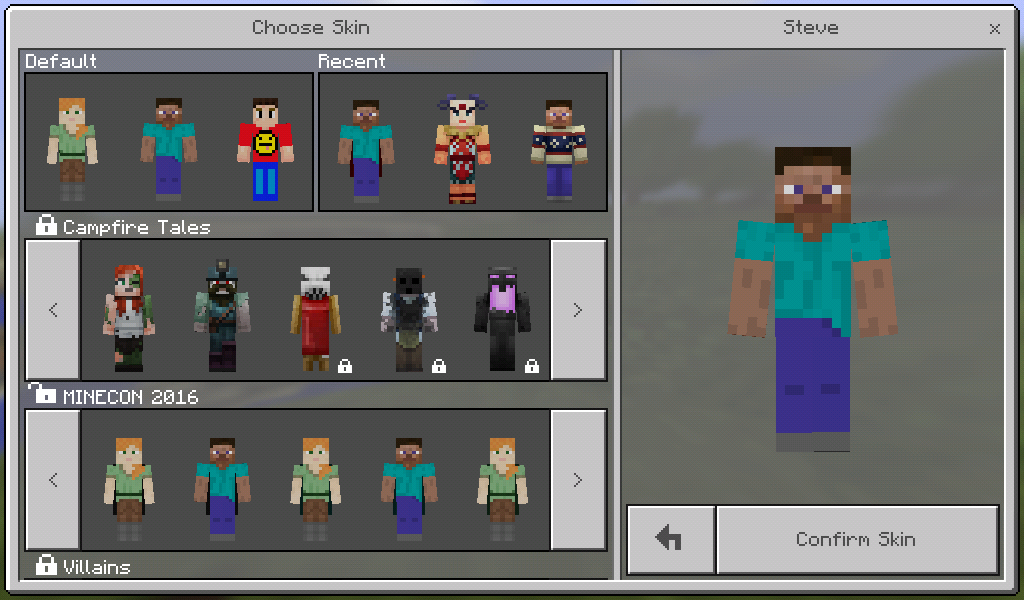 Choose Skin
Steve
Default
Recent
Campfire Tales
MINECON 2016
Villains
Confirm Skin